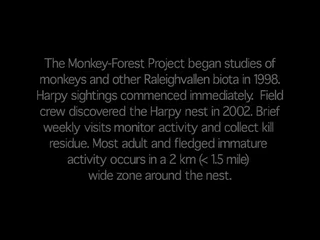 The Monkey-Forest Project began studies of
monkeys and other Raleighvallen biota in 1998.
Harpy sightings commenced immediately.  Field
crew discovered the Harpy nest in 2002. Brief
weekly visits monitor activity and collect kill
residue. Most adult and fledged immature
activity occurs in a 2 km (< 1.5 mile)
wide zone around the nest.